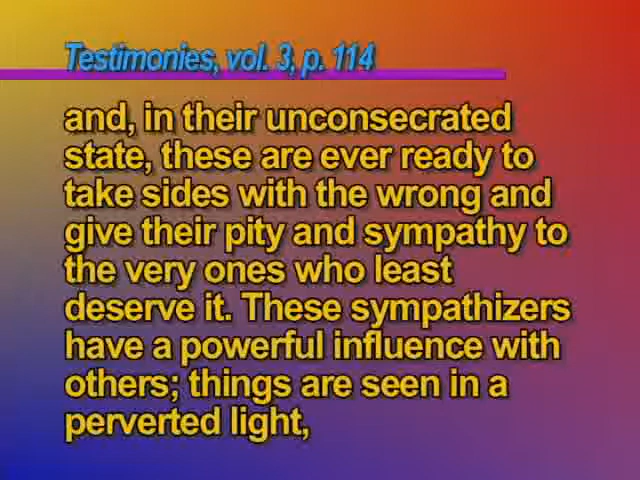 Testimonies, vol. 3, p. 114
and, in their unconsecrated
state, these are ever ready to
take sides with the wrong and
give their pity and sympathy to
the very ones who least
deserve it. These sympathizers
have a powerful influence with
others; things are seen in a
perverted light,